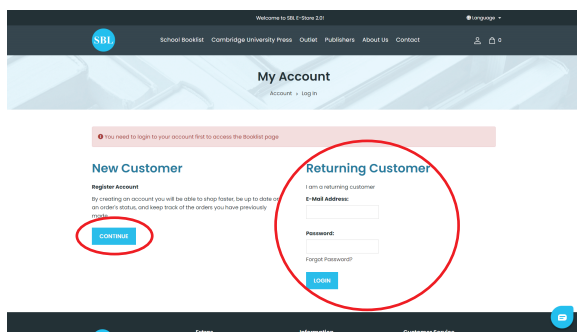 Welcome to SBL E-Store 2.0!
Language
SBL
School Booklist Cambridge University Press Outlet Publishers About Us Contact
0
My Account
Account › Log In
You need to login to your account first to access the Booklist page
New Customer
Register Account
By creating an account you will be able to shop faster, be up to date on
an order's status, and keep track of the orders you have previously
made.
CONTINUE
Returning Customer
I am a returning customer
E-Mail Address:
Password:
Forgot Password?
LOGIN
Extras Information Customer Service